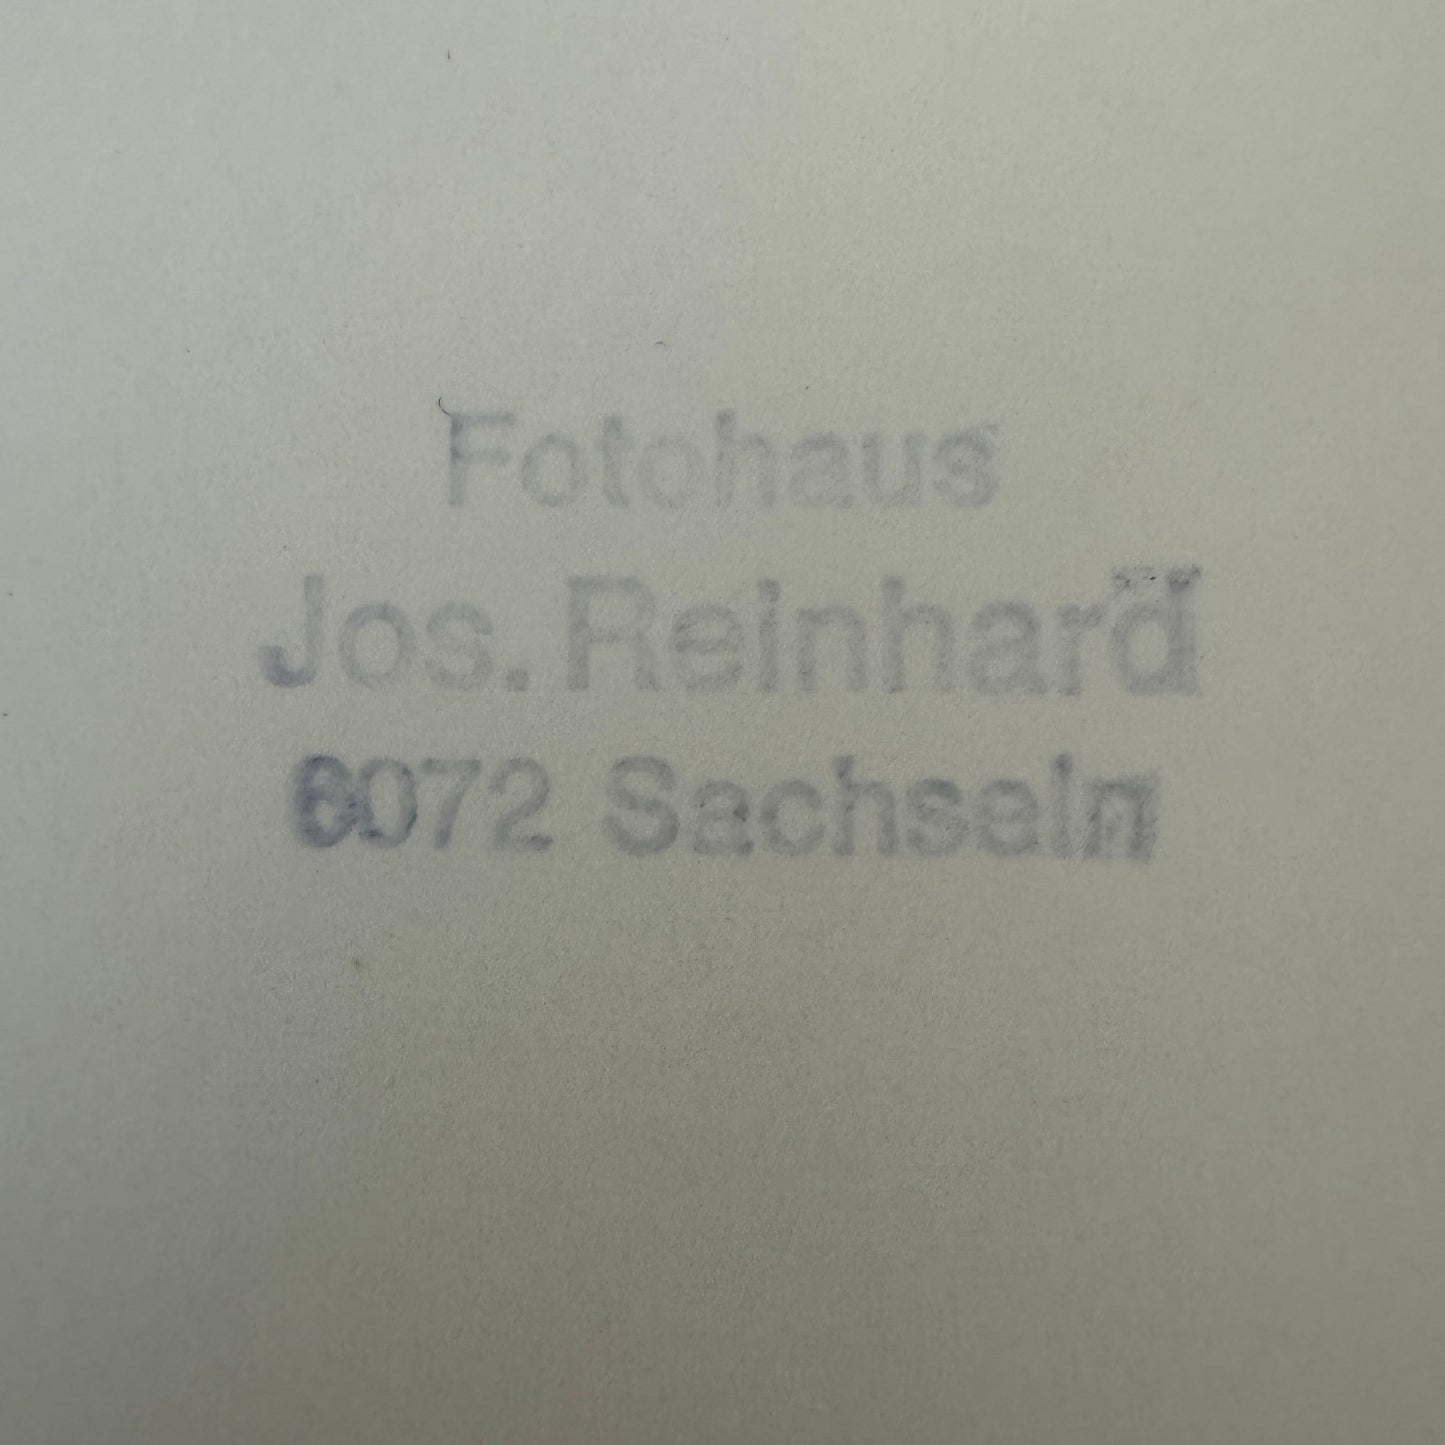 Fotohaus
Jos. Reinhard
6072 Sachseln